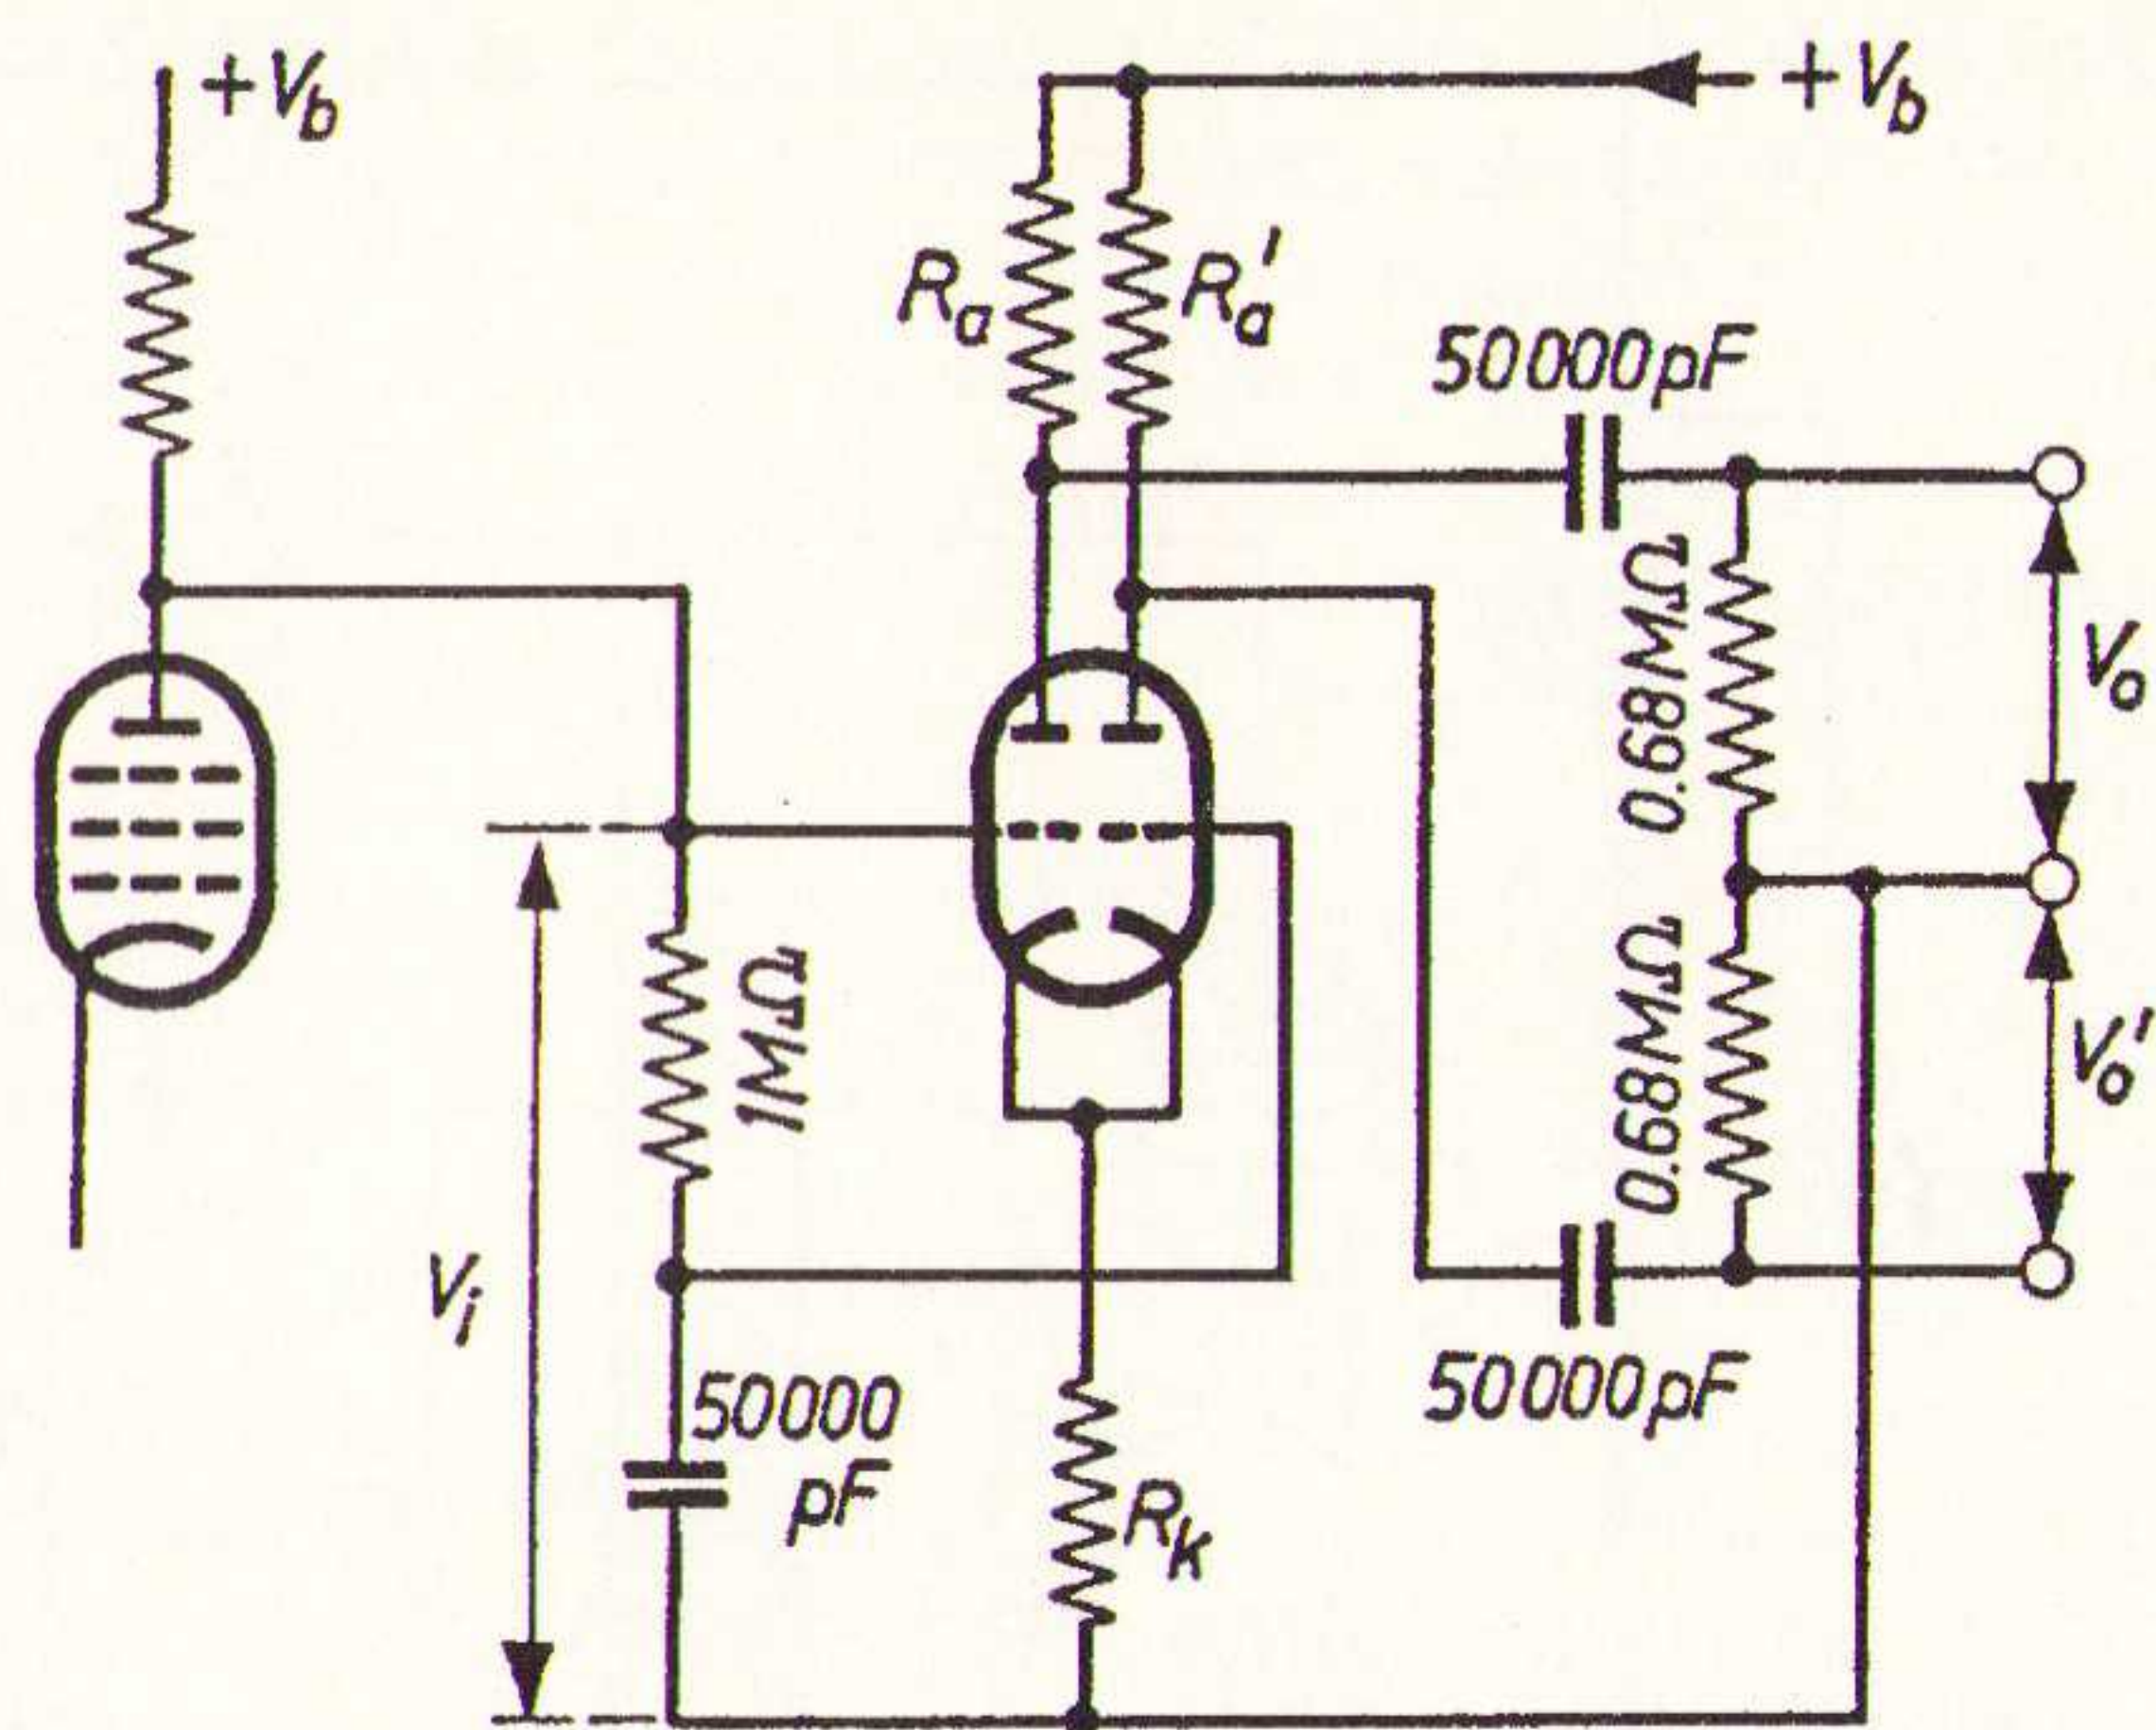 +Vb
+Vb
Ra
Ra'
50000pF
0.68MΩ
Vo
1MΩ
0.68MΩ
Vo'
Vi
50000
pF
50000pF
Rk